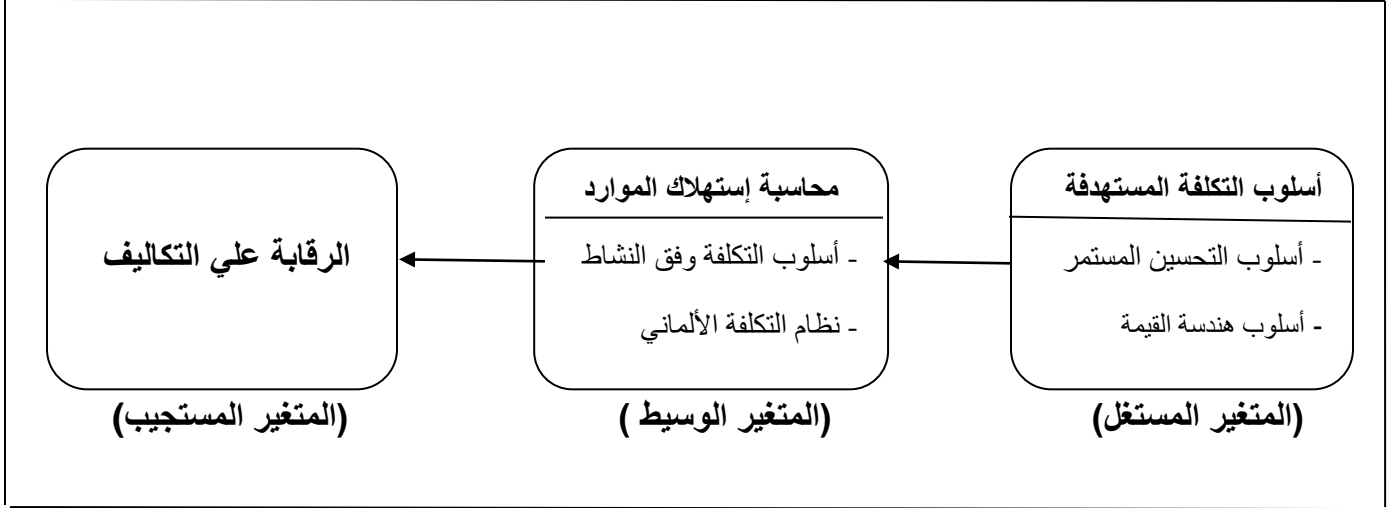 أسلوب التكلفة المستهدفة
- أسلوب التحسين المستمر
- أسلوب هندسة القيمة
(المتغير المستغل)
محاسبة إستهلاك الموارد
- أسلوب التكلفة وفق النشاط
- نظام التكلفة الألماني
(المتغير الوسيط )
الرقابة علي التكاليف
(المتغير المستجيب)